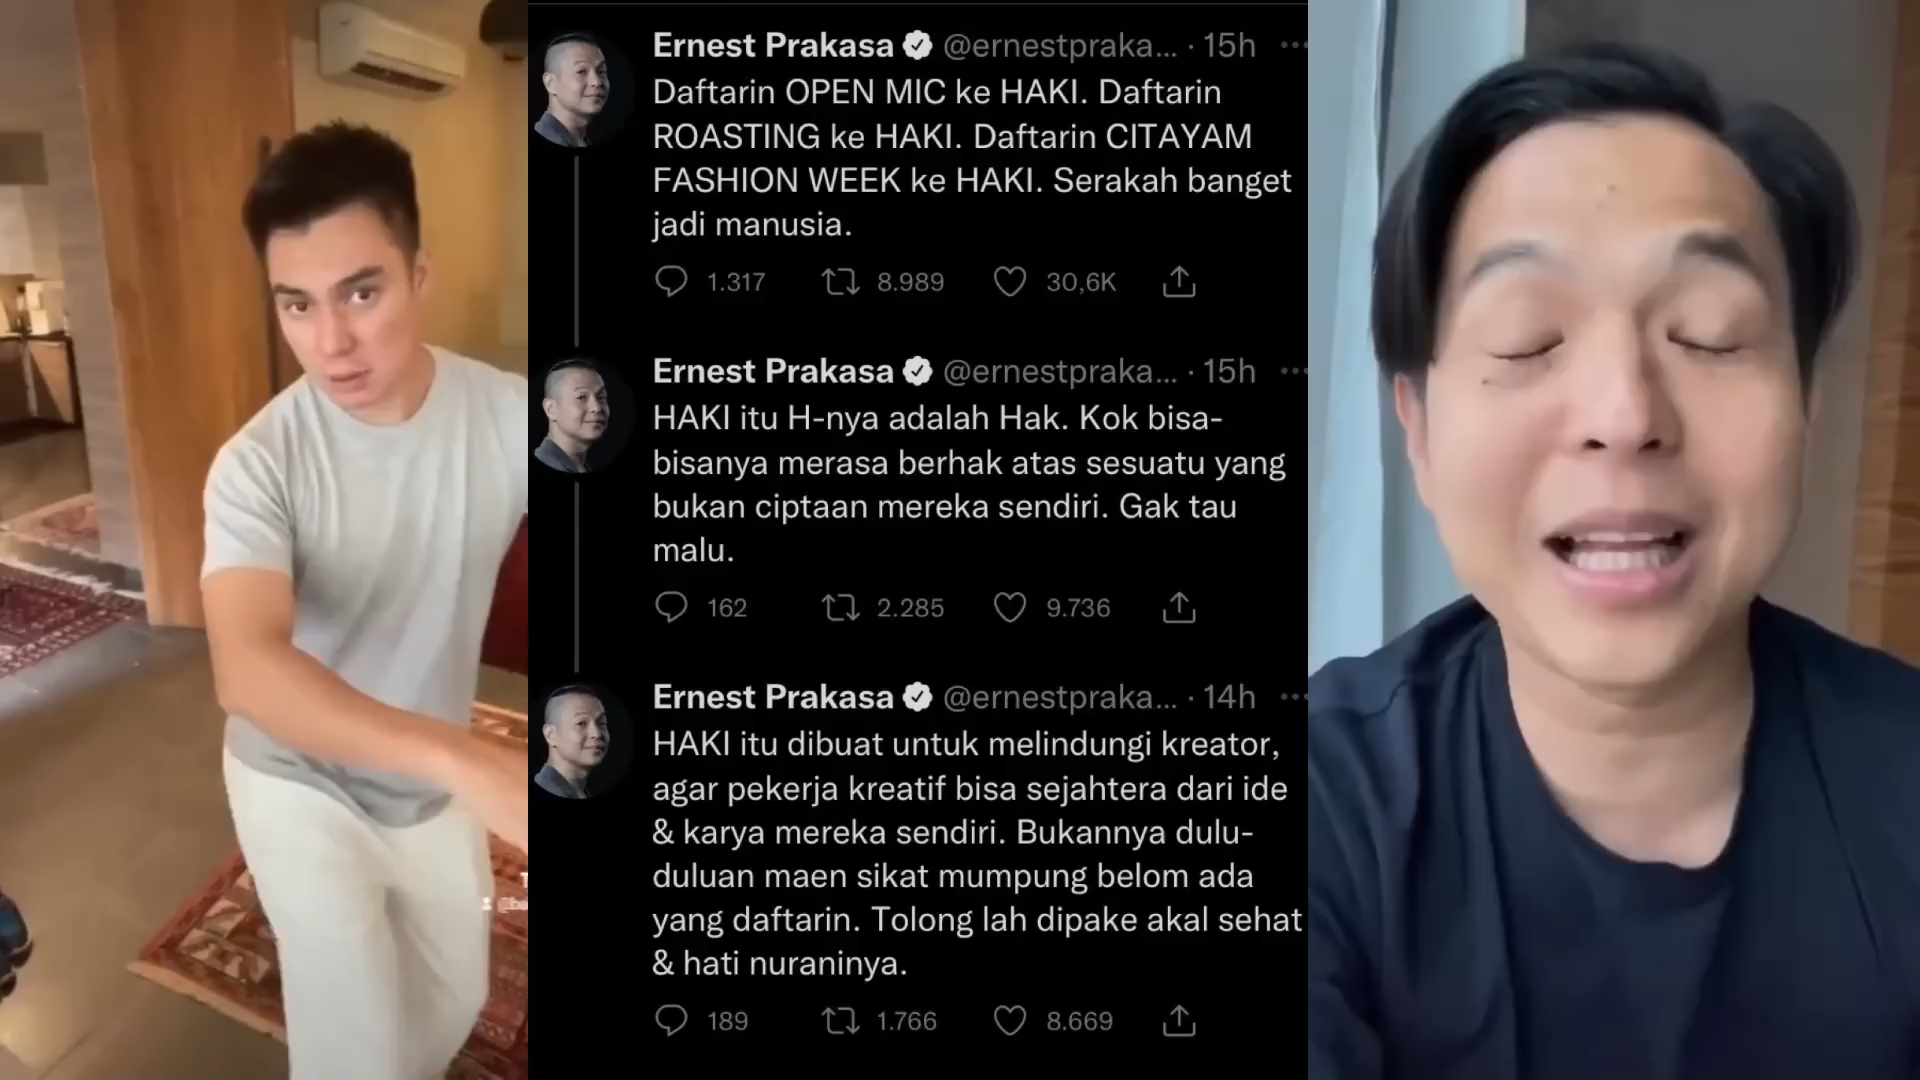 Ernest Prakasa @ernestpraka... · 15h
Daftarin OPEN MIC ke HAKI. Daftarin
ROASTING ke HAKI. Daftarin CITAYAM
FASHION WEEK ke HAKI. Serakah banget
jadi manusia.
1.317 8.989 30,6K
Ernest Prakasa @ernestpraka... · 15h
HAKI itu H-nya adalah Hak. Kok bisa-
bisanya merasa berhak atas sesuatu yang
bukan ciptaan mereka sendiri. Gak tau
malu.
162 2.285 9.736
Ernest Prakasa @ernestpraka... · 14h
HAKI itu dibuat untuk melindungi kreator,
agar pekerja kreatif bisa sejahtera dari ide
& karya mereka sendiri. Bukannya dulu-
duluan maen sikat mumpung belom ada
yang daftarin. Tolong lah dipake akal sehat
& hati nuraninya.
189 1.766 8.669